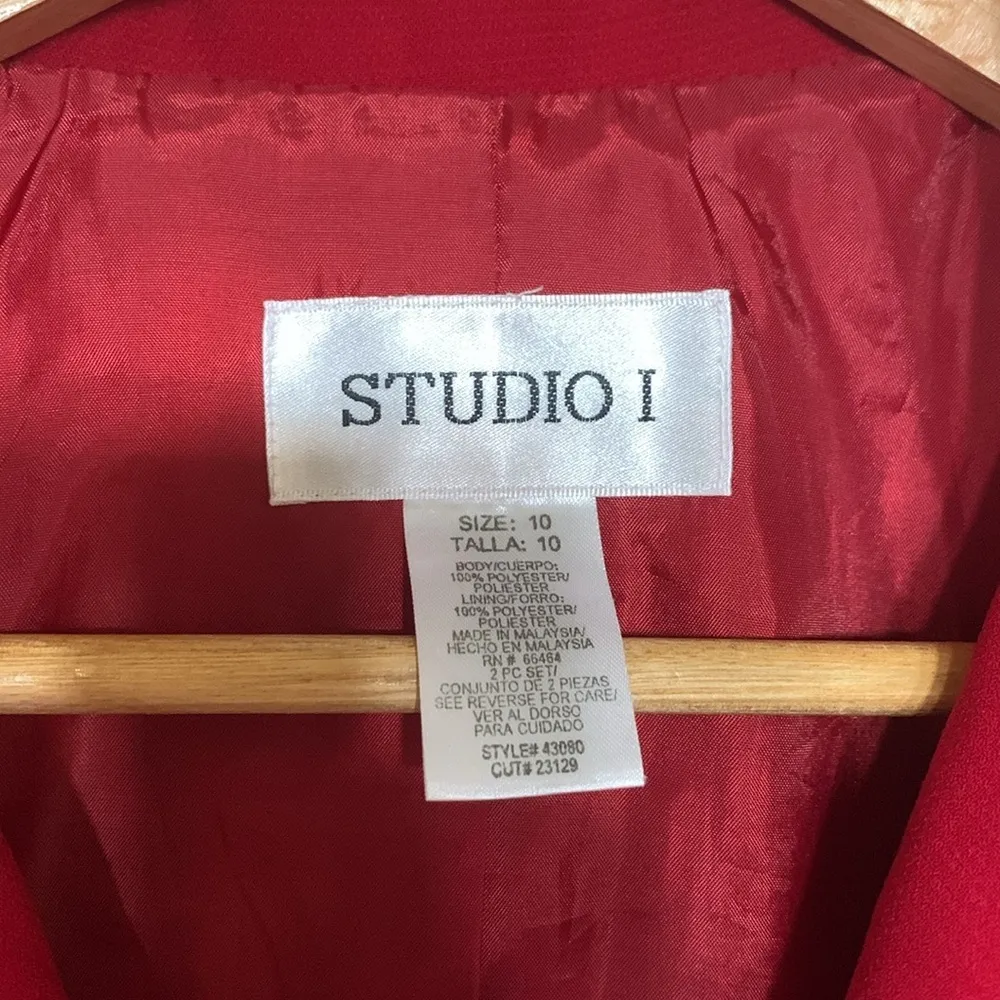 STUDIO I
SIZE: 10
TALLA: 10
BODY/CUERPO:
100% POLYESTER/
POLIESTER
LINING/FORRO:
100% POLYESTER/
POLIESTER
MADE IN MALAYSIA/
HECHO EN MALAYSIA
RN # 66464
2 PC SET/
CONJUNTO DE 2 PIEZAS
SEE REVERSE FOR CARE/
VER AL DORSO
PARA CUIDADO
STYLE# 43080
CUT# 23129